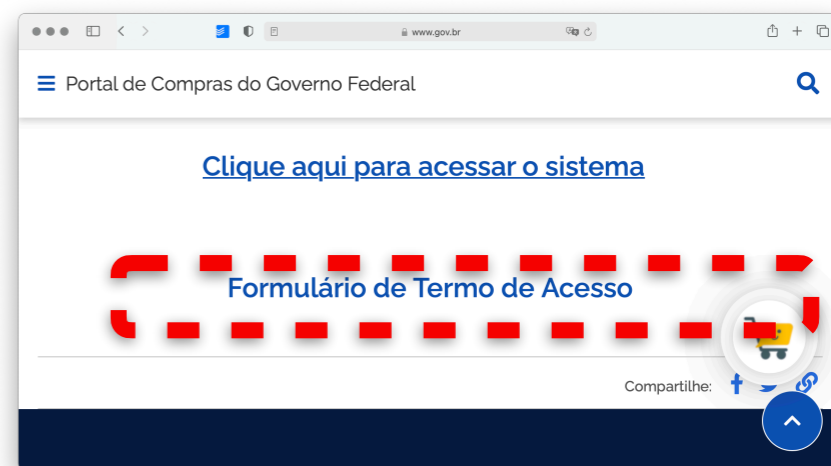 www.gov.br
Portal de Compras do Governo Federal
Clique aqui para acessar o sistema
Formulário de Termo de Acesso
Compartilhe: